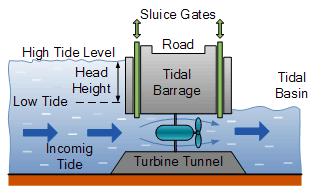 Sluice Gates
High Tide Level
Road
Head
Height
Tidal
Barrage
Tidal
Basin
Low Tide
Incomig
Tide
Turbine Tunnel